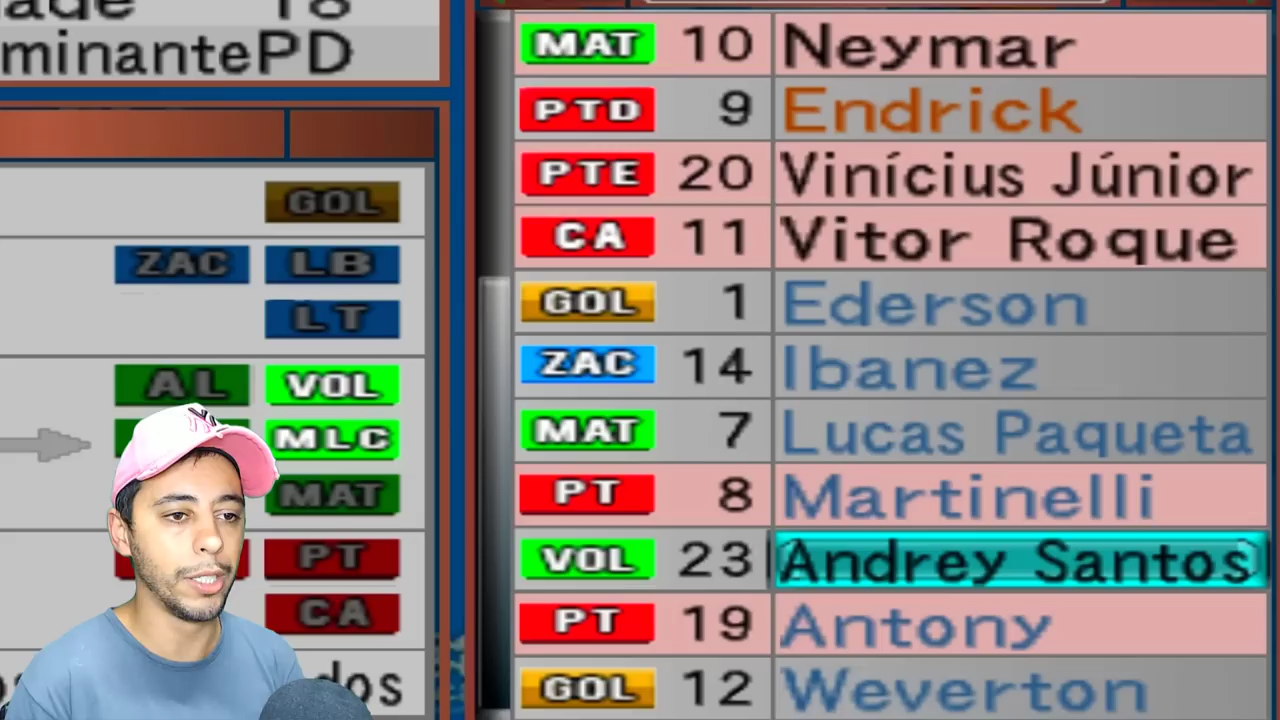 18
minantePD
GOL
ZAC LB
LT
AL VOL
MLC
MAT
PT
CA
dos
MAT 10 Neymar
PTD 9 Endrick
PTE 20 Vinícius Júnior
CA 11 Vitor Roque
GOL 1 Ederson
ZAC 14 Ibanez
MAT 7 Lucas Paqueta
PT 8 Martinelli
VOL 23 Andrey Santos
PT 19 Antony
GOL 12 Weverton